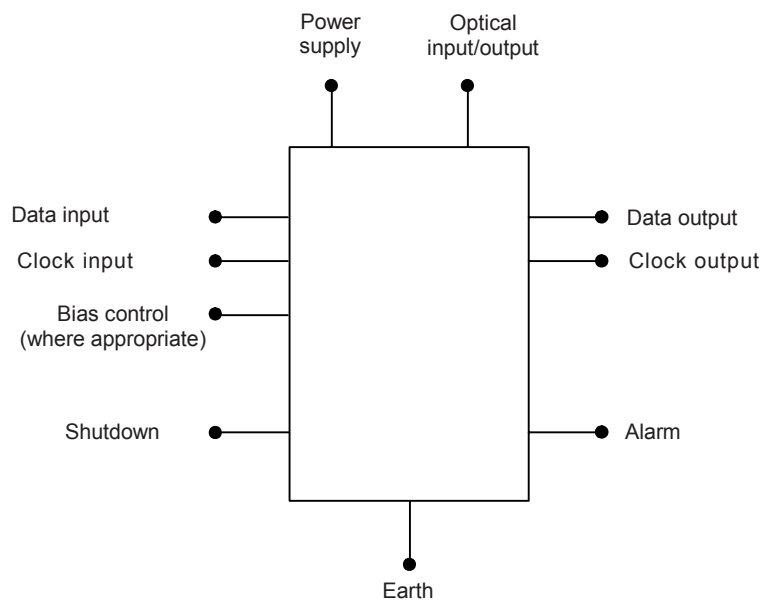 Power
supply
Optical
input/output
Data input
Data output
Clock input
Clock output
Bias control
(where appropriate)
Shutdown
Alarm
Earth